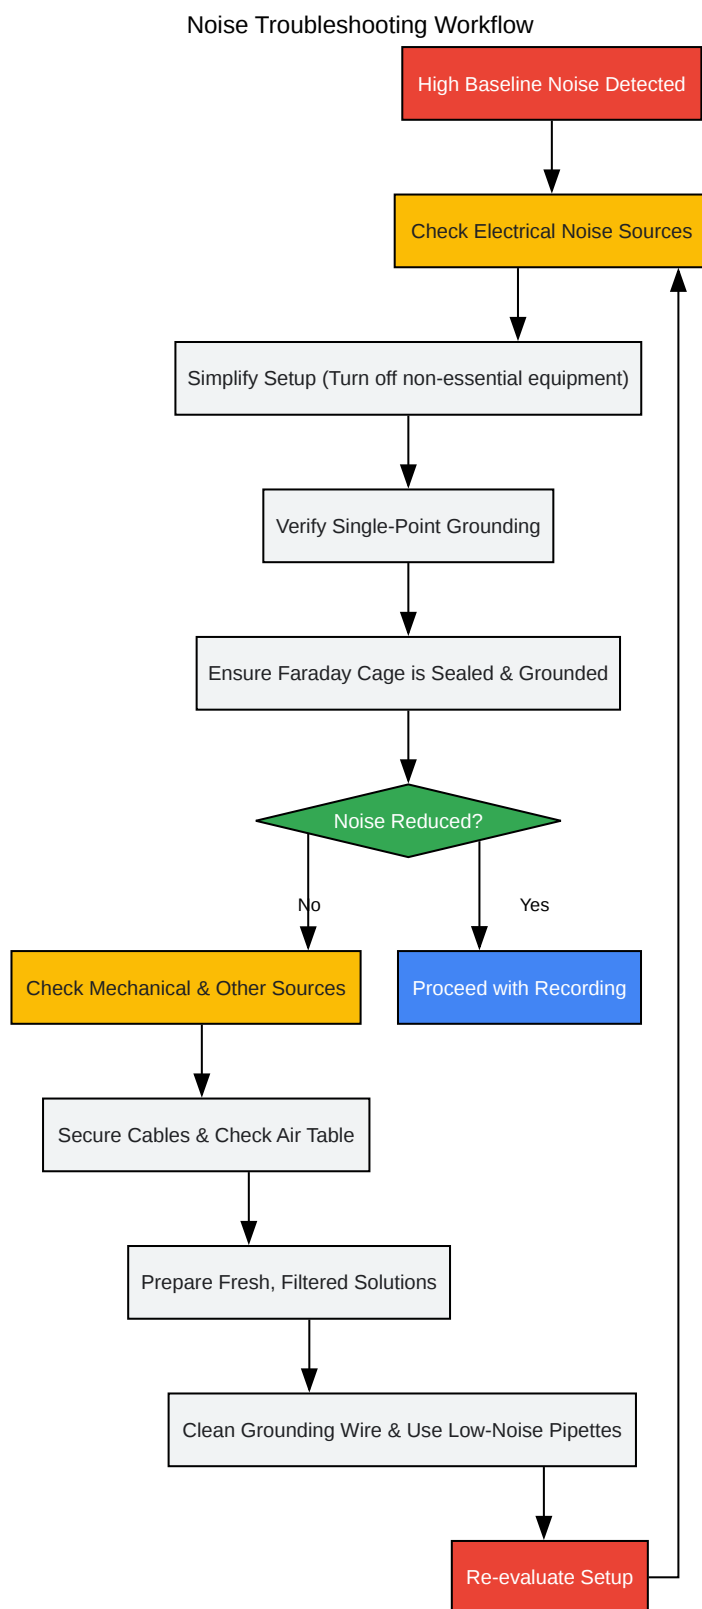 Noise Troubleshooting Workflow
High Baseline Noise Detected
Check Electrical Noise Sources
Simplify Setup (Turn off non-essential equipment)
Verify Single-Point Grounding
Ensure Faraday Cage is Sealed & Grounded
Noise Reduced?
No
Yes
Check Mechanical & Other Sources
Proceed with Recording
Secure Cables & Check Air Table
Prepare Fresh, Filtered Solutions
Clean Grounding Wire & Use Low-Noise Pipettes
Re-evaluate Setup